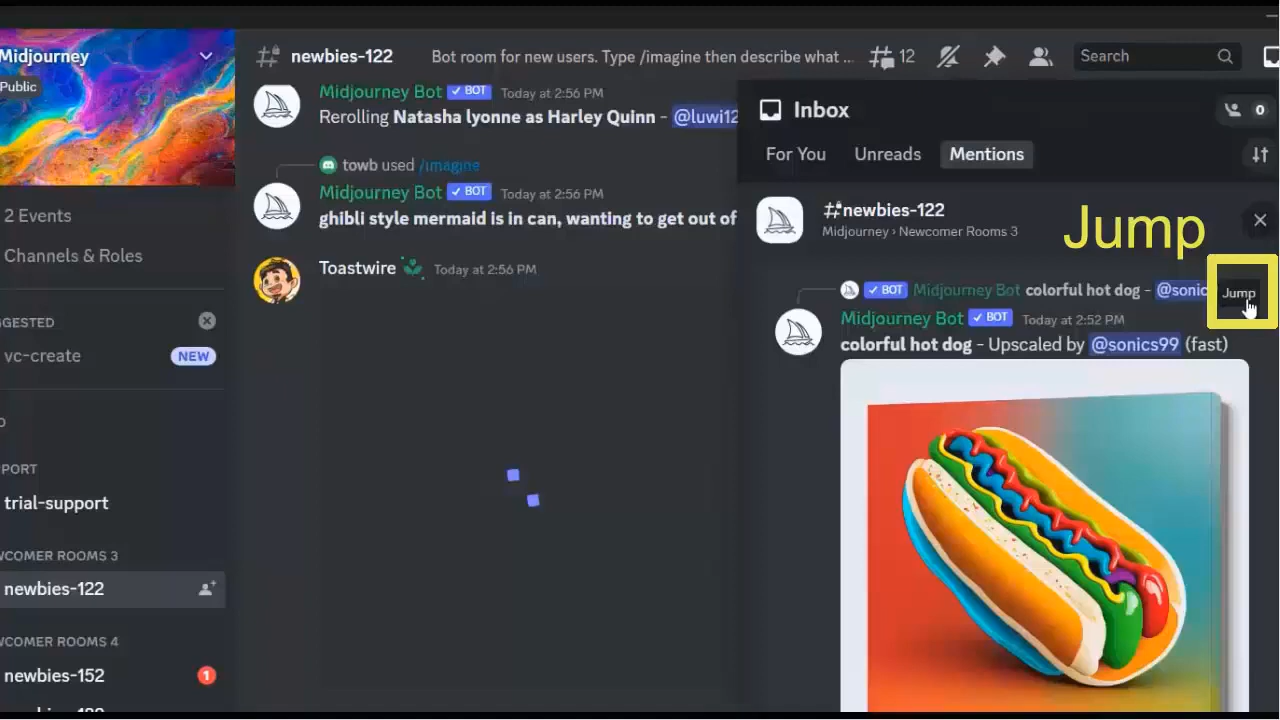 Midjourney
Public
2 Events
Channels & Roles
GGESTED
vc-create NEW
PORT
trial-support
WCOMER ROOMS 3
newbies-122
WCOMER ROOMS 4
newbies-152 1
newbies-122 Bot room for new users. Type /imagine then describe what ... 12 Search
Midjourney Bot ✓ BOT Today at 2:56 PM
Rerolling Natasha lyonne as Harley Quinn - @luwi12
towb used /imagine
Midjourney Bot ✓ BOT Today at 2:56 PM
ghibli style mermaid is in can, wanting to get out of
Toastwire Today at 2:56 PM
Inbox 0
For You Unreads Mentions
#newbies-122
Midjourney › Newcomer Rooms 3
Jump
✓ BOT Midjourney Bot colorful hot dog - @sonic Jump
Midjourney Bot ✓ BOT Today at 2:52 PM
colorful hot dog - Upscaled by @sonics99 (fast)